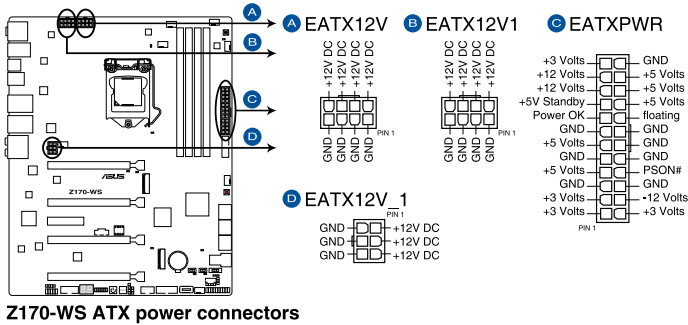 A
B
C
D
ASUS
Z170-WS
A EATX12V
+12V DC
+12V DC
+12V DC
+12V DC
PIN 1
GND
GND
GND
GND
B EATX12V1
+12V DC
+12V DC
+12V DC
+12V DC
PIN 1
GND
GND
GND
GND
C EATXPWR
+3 Volts GND
+12 Volts +5 Volts
+12 Volts +5 Volts
+5V Standby +5 Volts
Power OK floating
GND GND
+5 Volts GND
GND GND
+5 Volts PSON#
GND GND
+3 Volts -12 Volts
+3 Volts +3 Volts
PIN 1
D EATX12V_1
PIN 1
GND +12V DC
GND +12V DC
GND +12V DC
Z170-WS ATX power connectors